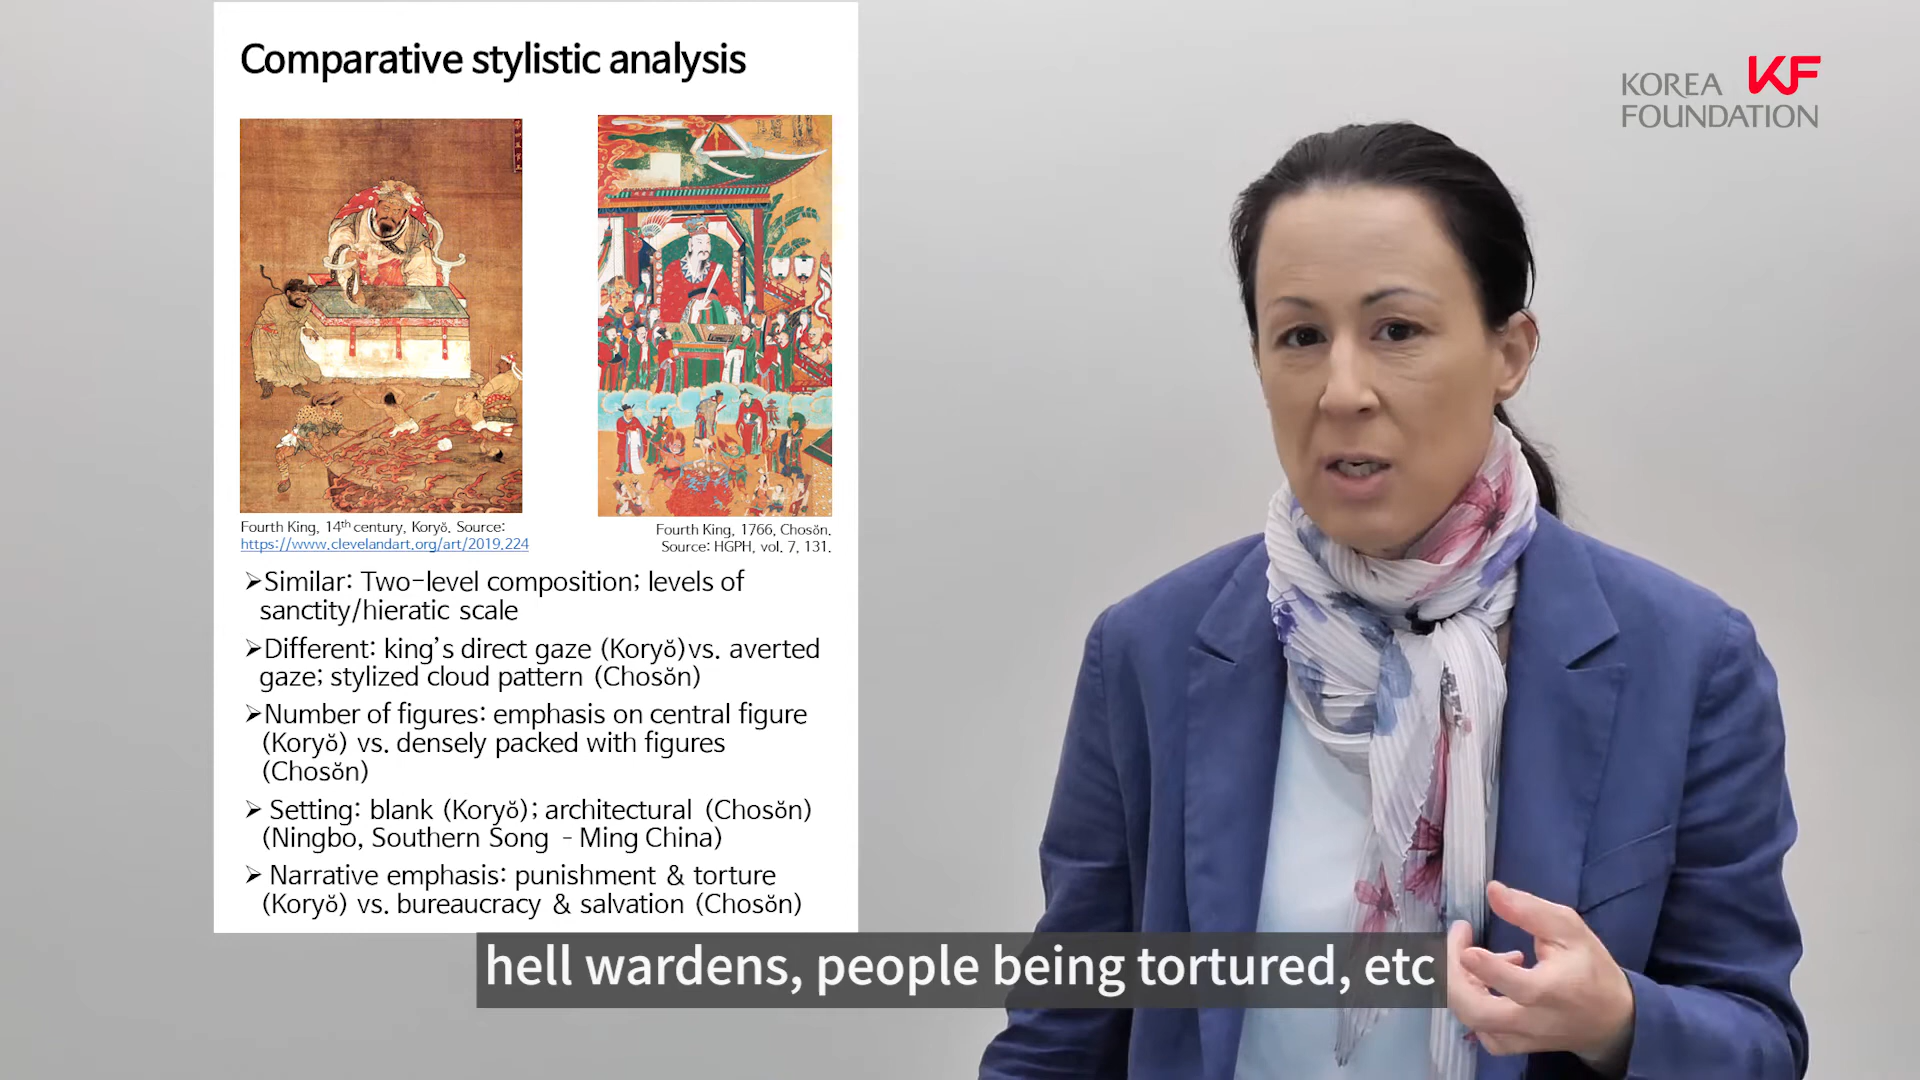 Comparative stylistic analysis
KOREA KF
FOUNDATION
Fourth King, 14th century, Koryŏ. Source:
https://www.clevelandart.org/art/2019.224
Fourth King, 1766, Chosŏn.
Source: HGPH, vol. 7, 131.
➢Similar: Two-level composition; levels of
sanctity/hieratic scale
➢Different: king's direct gaze (Koryŏ)vs. averted
gaze; stylized cloud pattern (Chosŏn)
➢Number of figures: emphasis on central figure
(Koryŏ) vs. densely packed with figures
(Chosŏn)
➢ Setting: blank (Koryŏ); architectural (Chosŏn)
(Ningbo, Southern Song - Ming China)
➢ Narrative emphasis: punishment & torture
(Koryŏ) vs. bureaucracy & salvation (Chosŏn)
hell wardens, people being tortured, etc